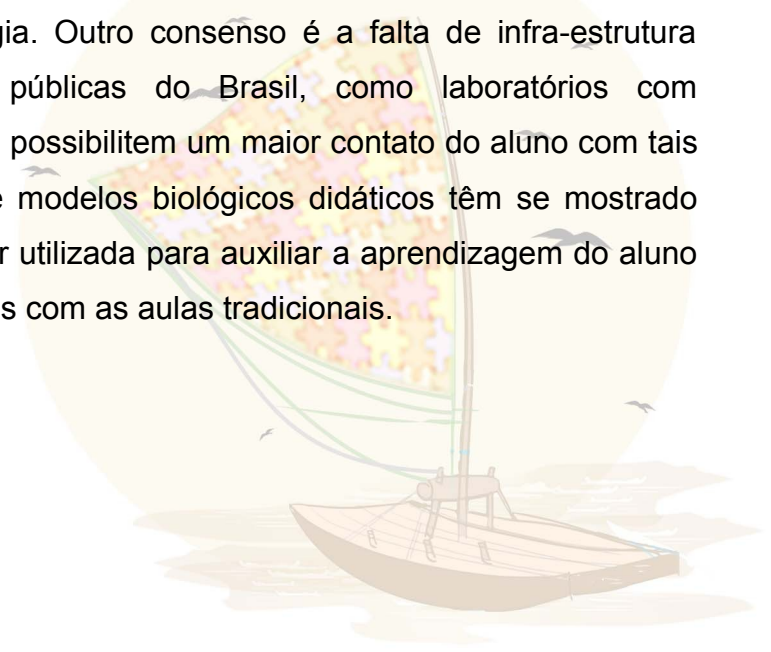 gia. Outro consenso é a falta de infra-estrutura
públicas do Brasil, como laboratórios com
possibilitem um maior contato do aluno com tais
e modelos biológicos didáticos têm se mostrado
r utilizada para auxiliar a aprendizagem do aluno
s com as aulas tradicionais.